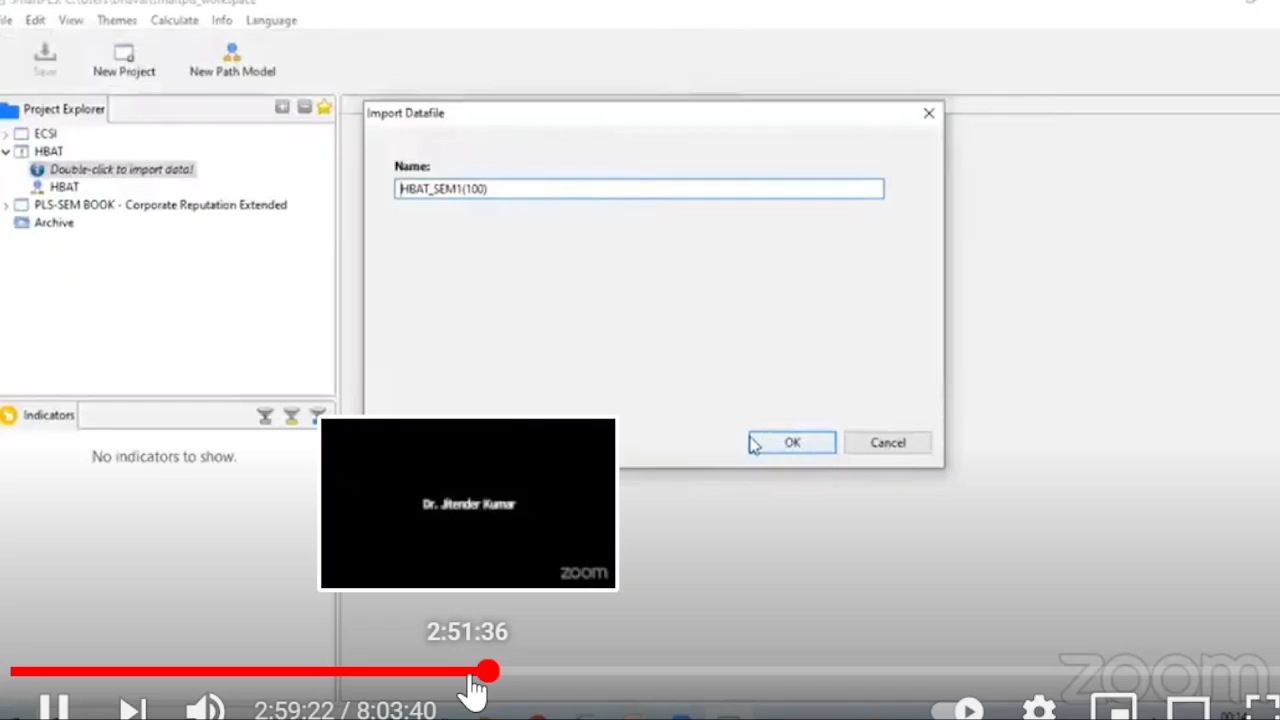 File Edit View Themes Calculate Info Language
Save New Project New Path Model
Project Explorer
Import Datafile
ECSI
HBAT
Name:
Double-click to import data!
HBAT_SEM1(100)
HBAT
PLS-SEM BOOK - Corporate Reputation Extended
Archive
Indicators
OK Cancel
No indicators to show.
Dr. Jitender Kumar
zoom
2:51:36
zoom
2:59:22 / 8:03:40